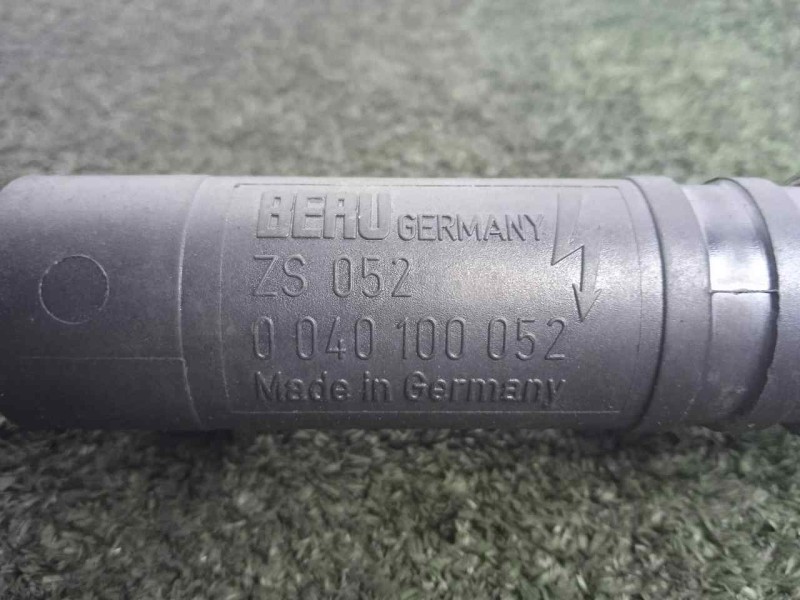 BERU GERMANY
ZS 052
0 040 100 052
Made in Germany